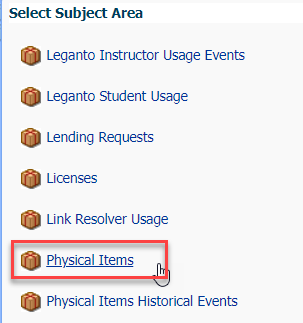 Select Subject Area
Leganto Instructor Usage Events
Leganto Student Usage
Lending Requests
Licenses
Link Resolver Usage
Physical Items
Physical Items Historical Events